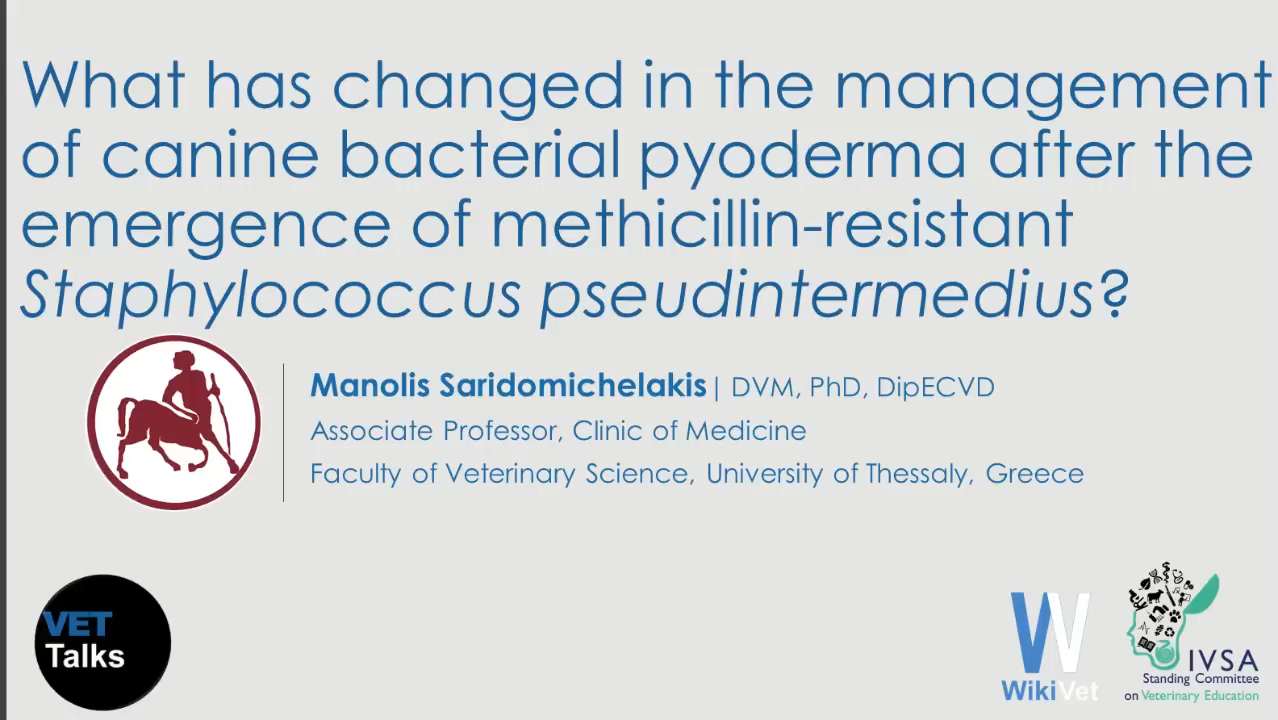 What has changed in the management
of canine bacterial pyoderma after the
emergence of methicillin-resistant
Staphylococcus pseudintermedius?
Manolis Saridomichelakis | DVM, PhD, DipECVD
Associate Professor, Clinic of Medicine
Faculty of Veterinary Science, University of Thessaly, Greece
VET
Talks
W
WikiVet
IVSA
Standing Committee
on Veterinary Education